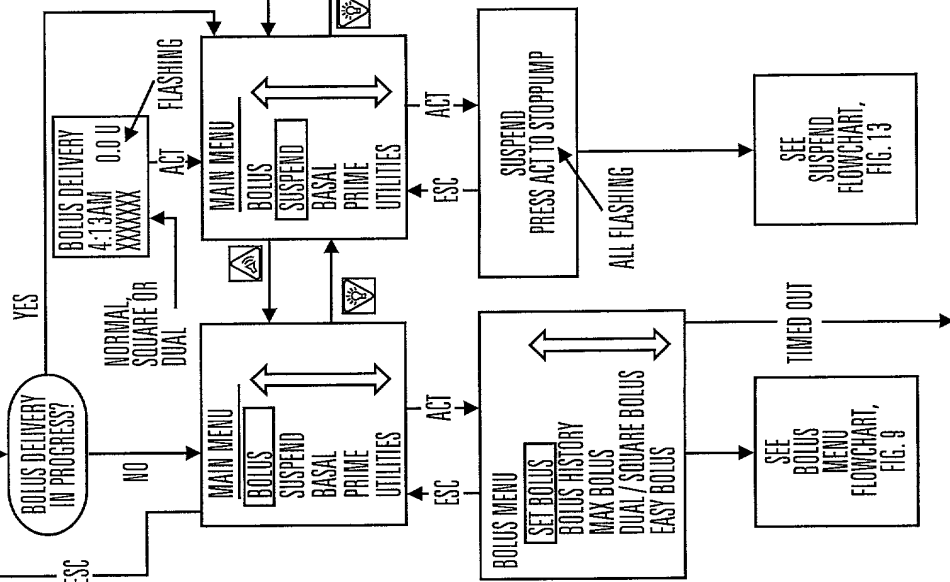 BOLUS DELIVERY
IN PROGRESS?
YES
NO
ESC
NORMAL,
SQUARE OR
DUAL
BOLUS DELIVERY
4:13AM 0.0 U
XXXXXX
FLASHING
ACT
MAIN MENU
BOLUS
SUSPEND
BASAL
PRIME
UTILITIES
MAIN MENU
BOLUS
SUSPEND
BASAL
PRIME
UTILITIES
ESC
ACT
ESC
ACT
BOLUS MENU
SET BOLUS
BOLUS HISTORY
MAX BOLUS
DUAL / SQUARE BOLUS
EASY BOLUS
SUSPEND
PRESS ACT TO STOPPUMP
ALL FLASHING
TIMED OUT
SEE
BOLUS
MENU
FLOWCHART,
FIG. 9
SEE
SUSPEND
FLOWCHART,
FIG. 13